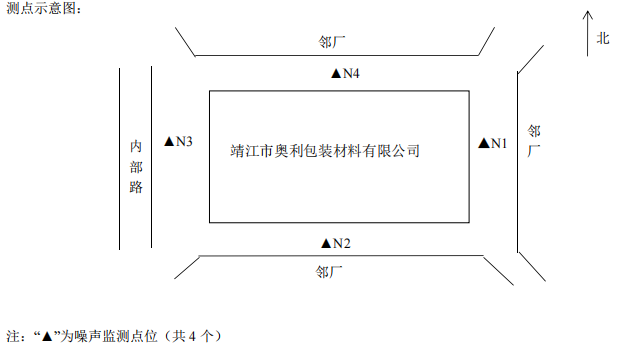 测点示意图：
邻厂
北
▲N4
内部路
▲N3
靖江市奥利包装材料有限公司
▲N1
邻厂
▲N2
邻厂
注：“▲”为噪声监测点位（共 4 个）